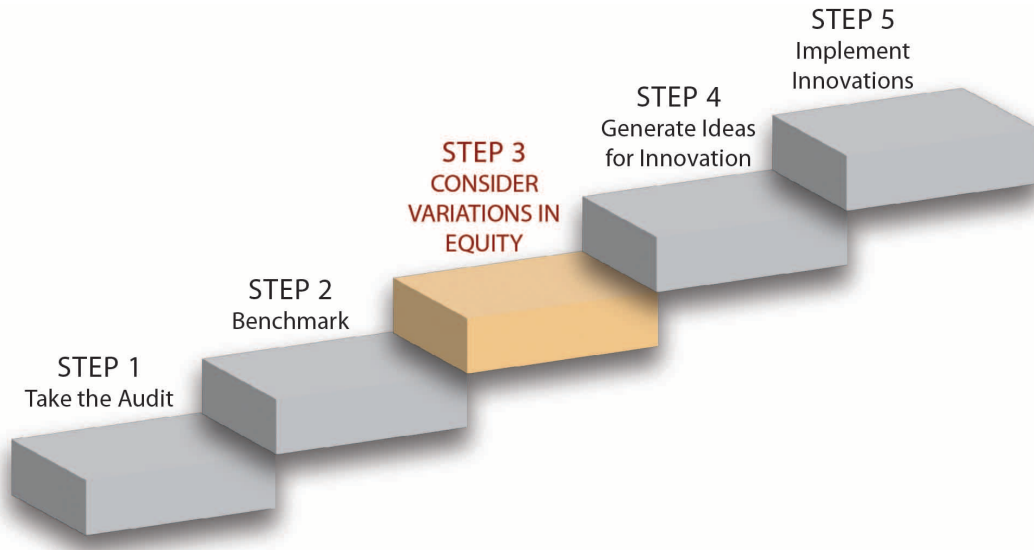 STEP 1
Take the Audit
STEP 2
Benchmark
STEP 3
CONSIDER
VARIATIONS IN
EQUITY
STEP 4
Generate Ideas
for Innovation
STEP 5
Implement
Innovations